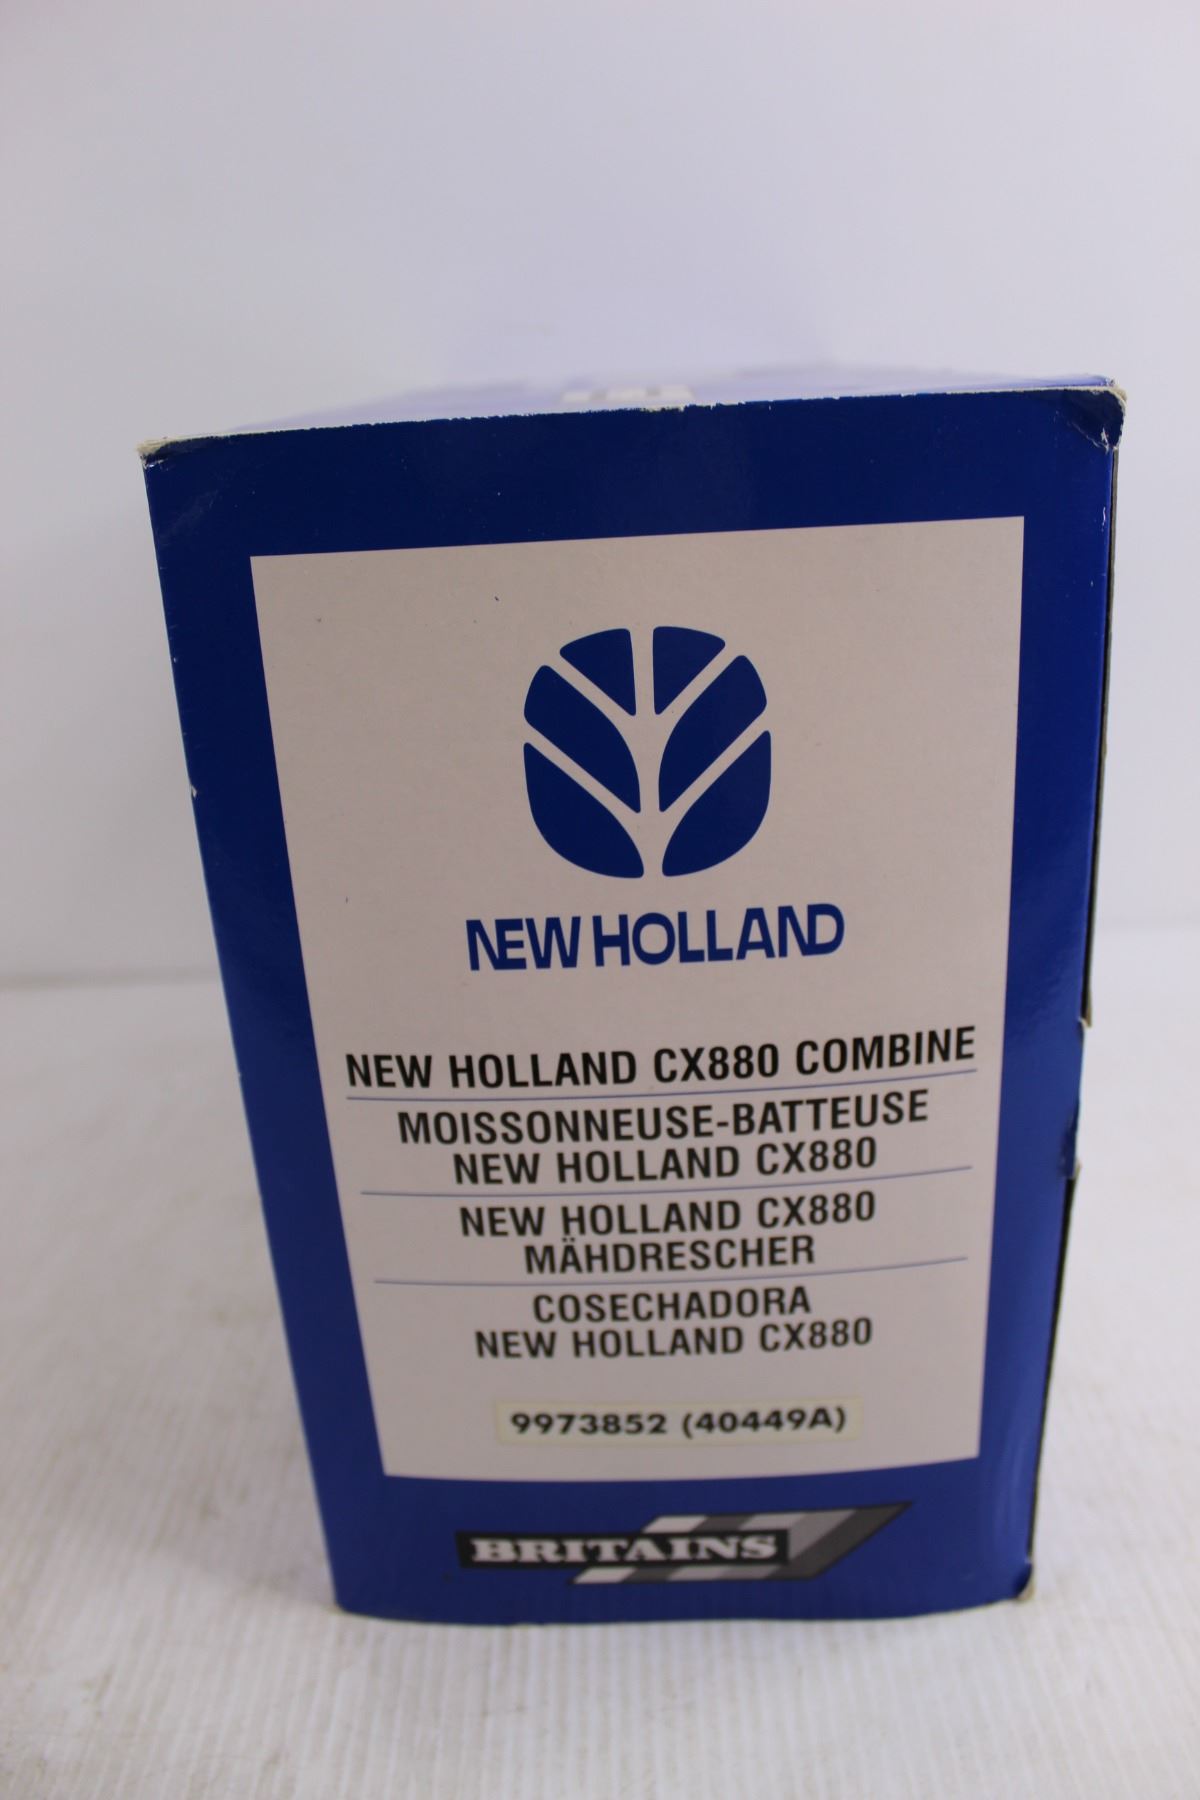 NEW HOLLAND
NEW HOLLAND CX880 COMBINE
MOISSONNEUSE-BATTEUSE
NEW HOLLAND CX880
NEW HOLLAND CX880
MÄHDRESCHER
COSECHADORA
NEW HOLLAND CX880
9973852 (40449A)
BRITAINS